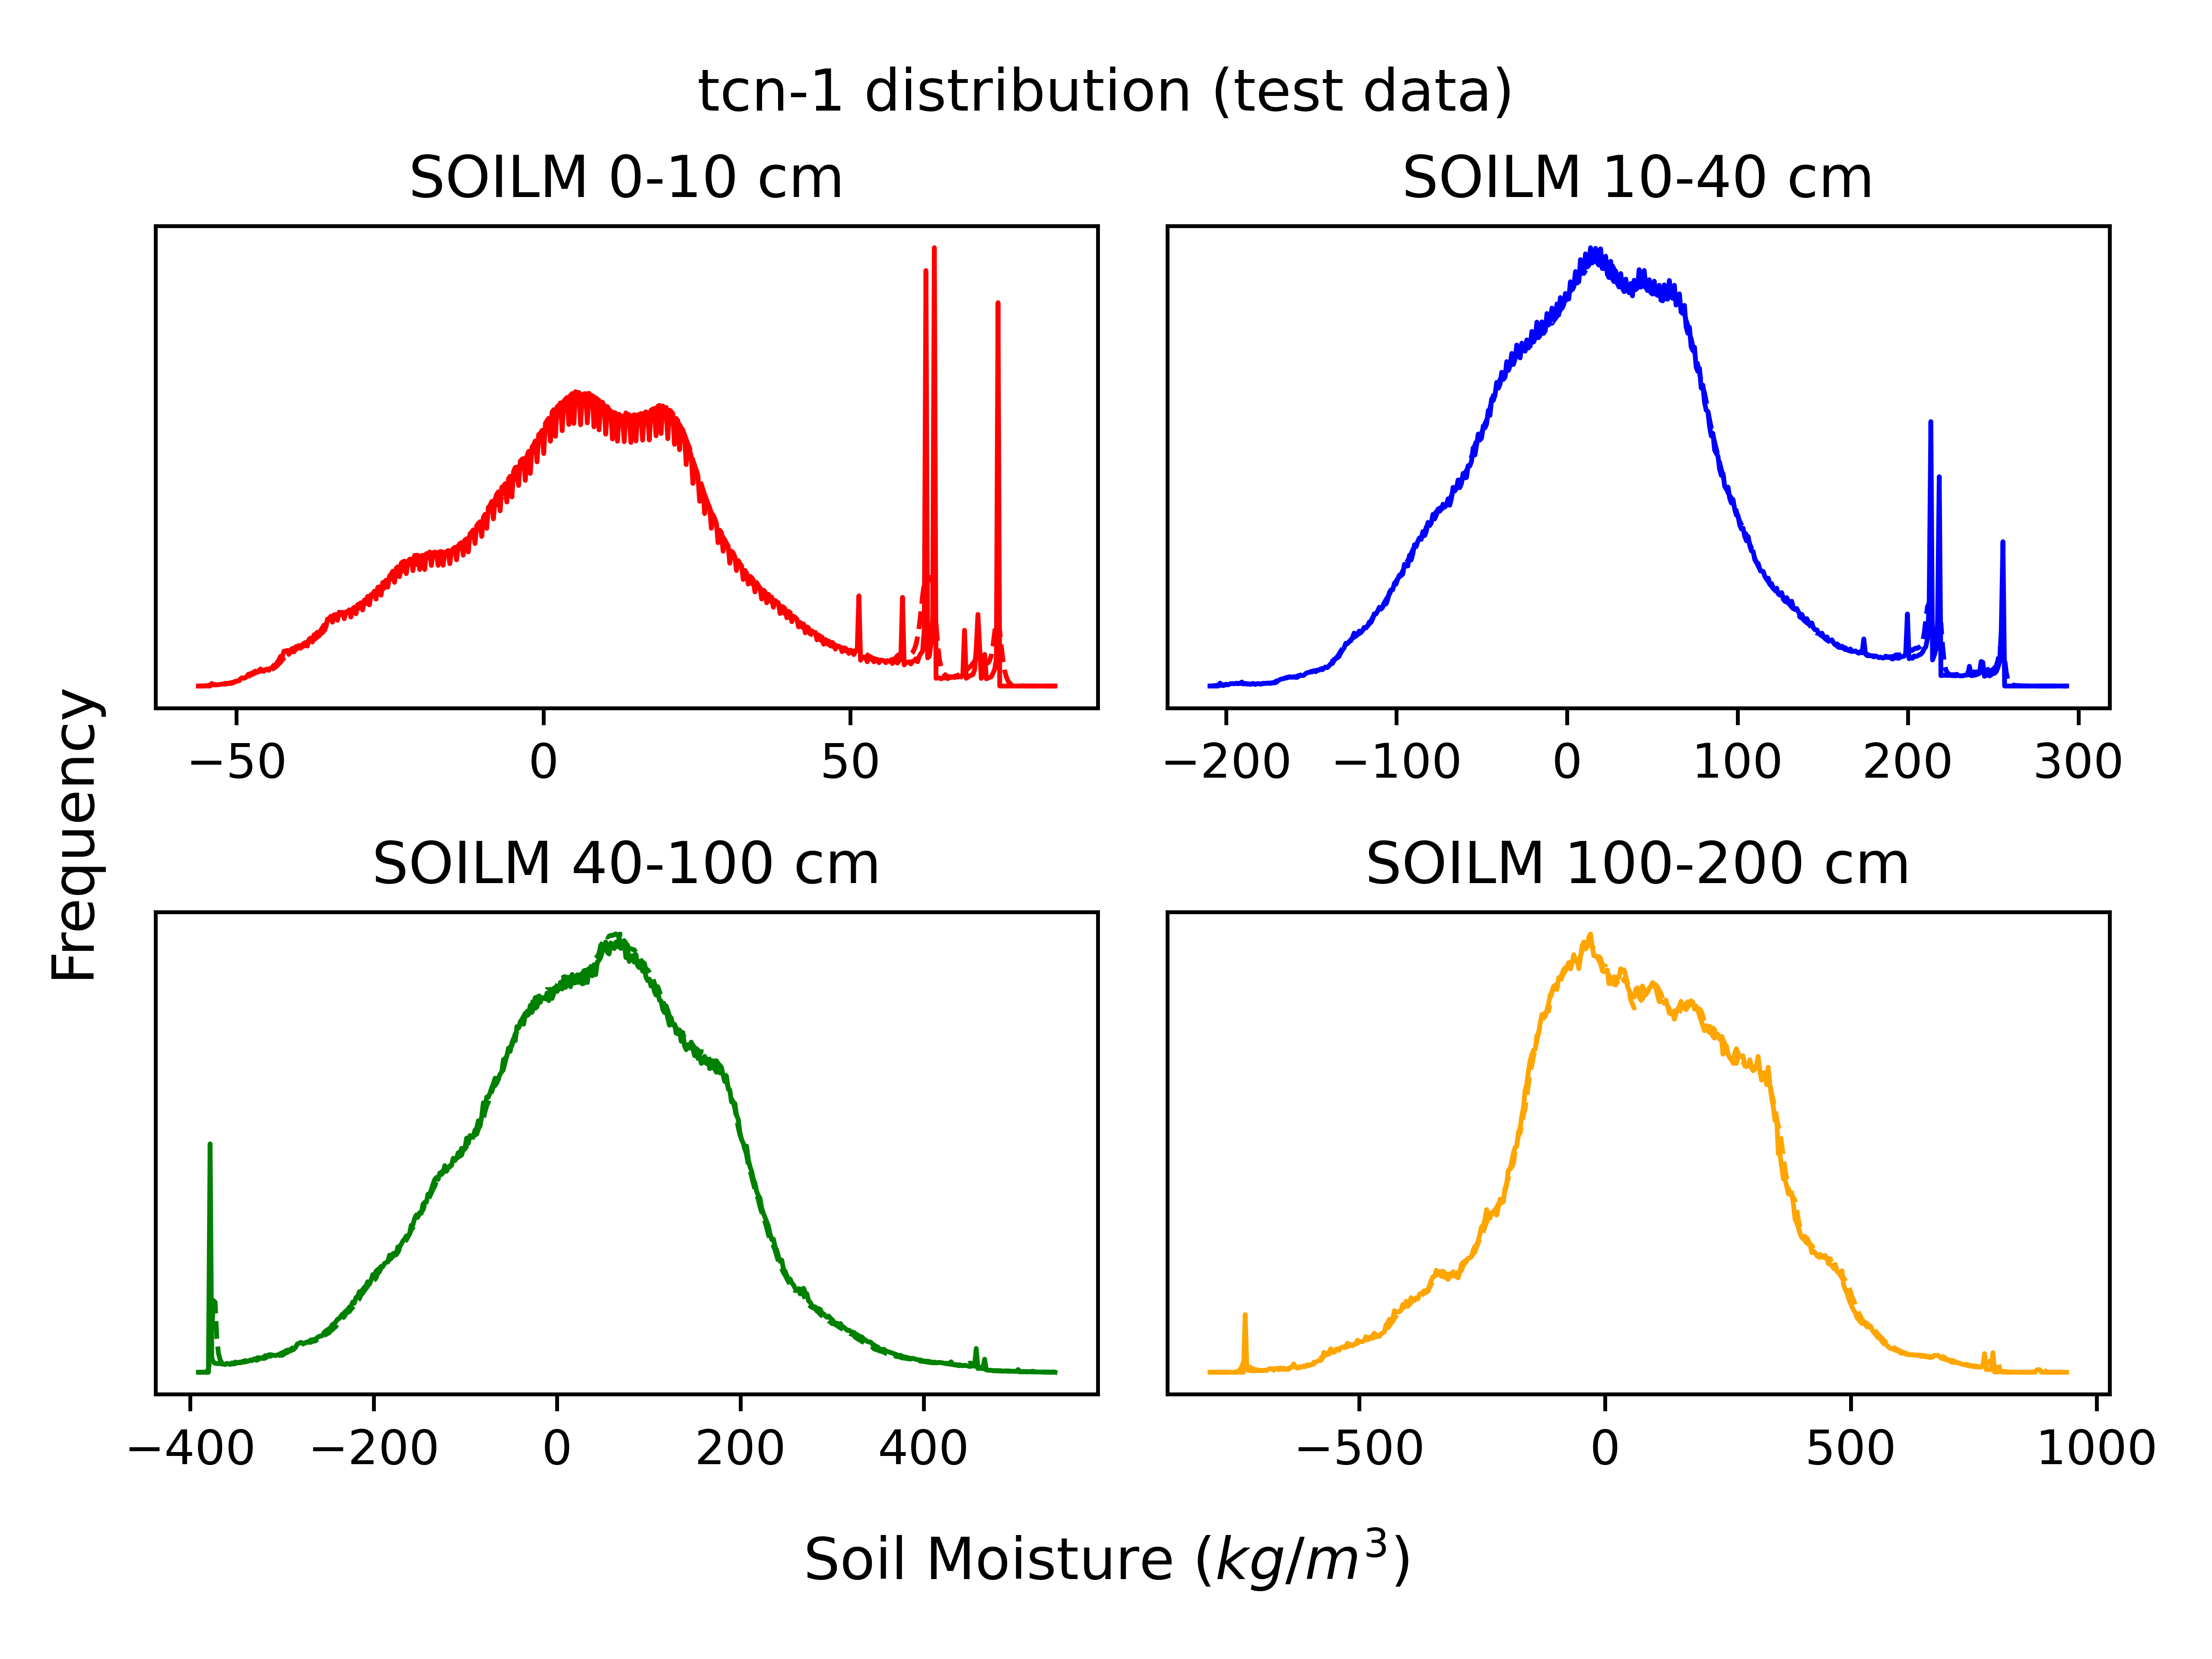 tcn-1 distribution (test data)
SOILM 0-10 cm
SOILM 10-40 cm
−50 0 50
−200 −100 0 100 200 300
Frequency
SOILM 40-100 cm
SOILM 100-200 cm
−400 −200 0 200 400
−500 0 500 1000
Soil Moisture (kg/m³)